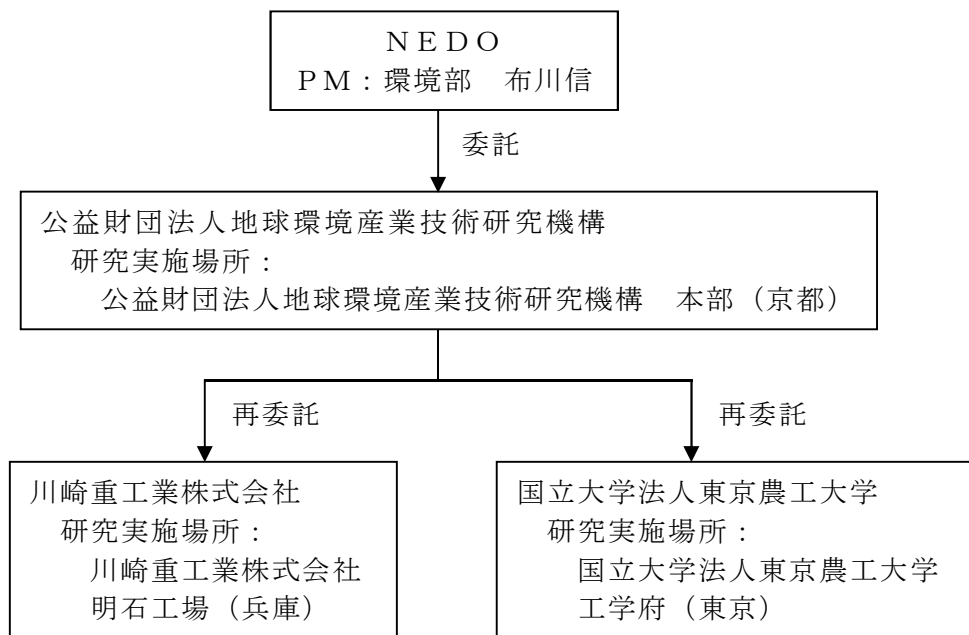 ＮＥＤＯ
ＰＭ：環境部　布川信
委託
公益財団法人地球環境産業技術研究機構
研究実施場所：
公益財団法人地球環境産業技術研究機構　本部（京都）
再委託
再委託
川崎重工業株式会社
研究実施場所：
川崎重工業株式会社
明石工場（兵庫）
国立大学法人東京農工大学
研究実施場所：
国立大学法人東京農工大学
工学府（東京）